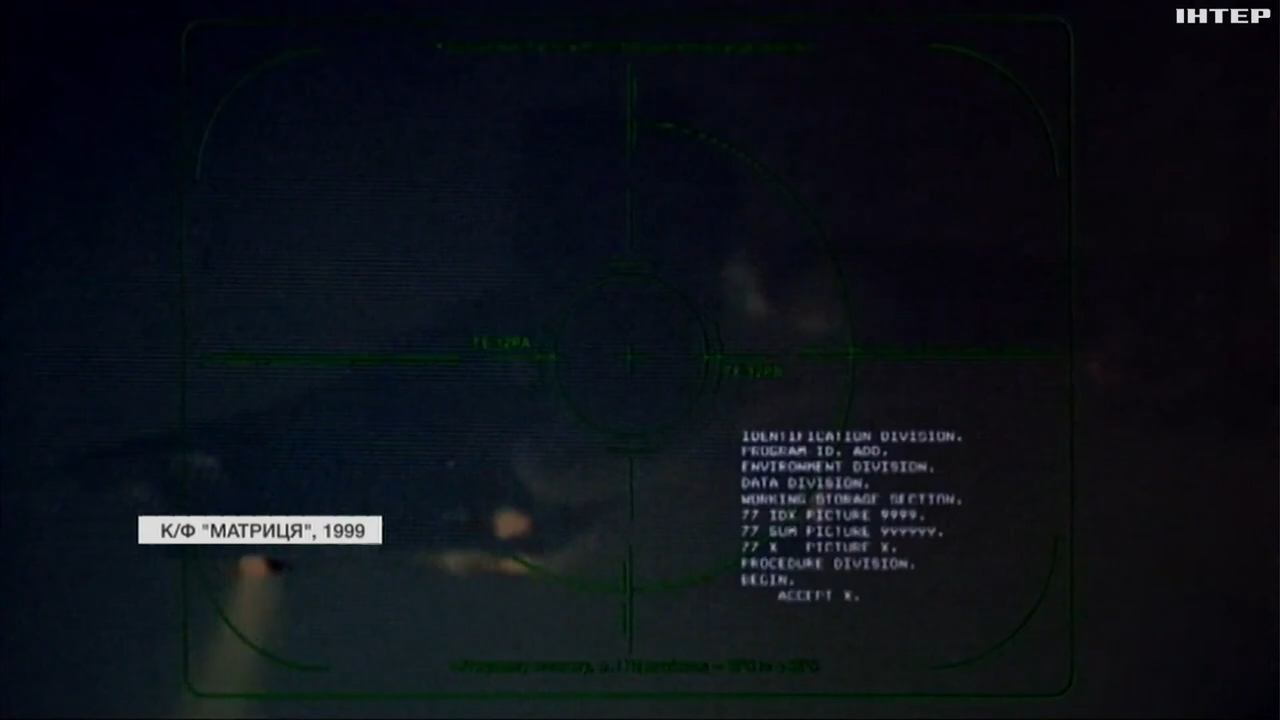 ІНТЕР
IDENTIFICATION DIVISION.
PROGRAM ID. ADD.
ENVIRONMENT DIVISION.
DATA DIVISION.
WORKING STORAGE SECTION.
77 IDX PICTURE 9999.
77 SUM PICTURE 999999.
77 X PICTURE X.
PROCEDURE DIVISION.
BEGIN.
ACCEPT X.
К/Ф "МАТРИЦЯ", 1999